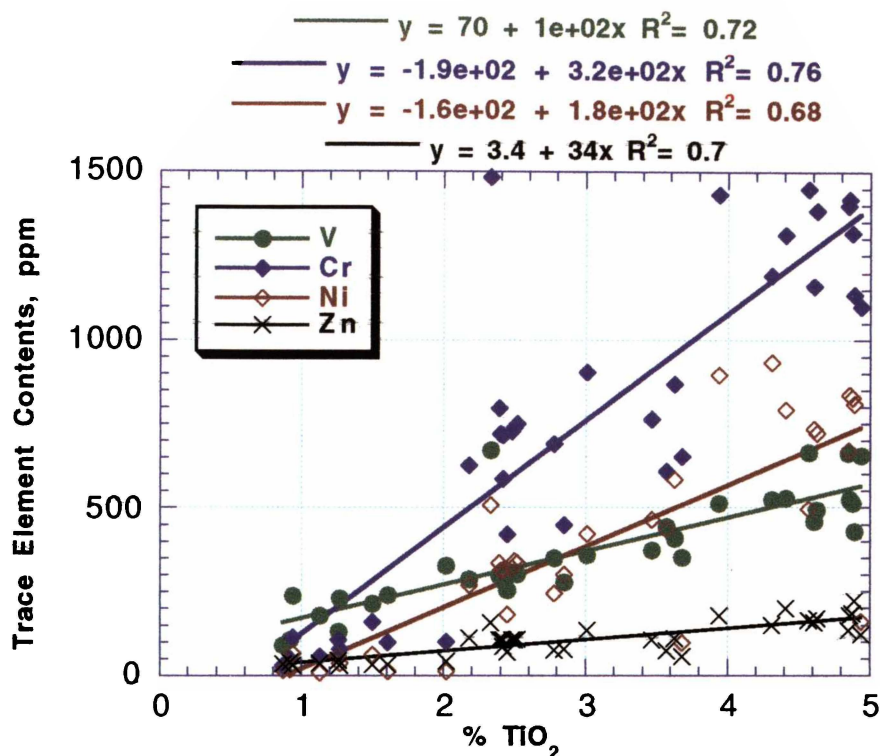 y = 70 + 1e+02x R²= 0.72
y = -1.9e+02 + 3.2e+02x R²= 0.76
y = -1.6e+02 + 1.8e+02x R²= 0.68
y = 3.4 + 34x R²= 0.7
1500
V
Cr
Ni
Zn
1000
500
0
0 1 2 3 4 5
Trace Element Contents, ppm
% TiO₂